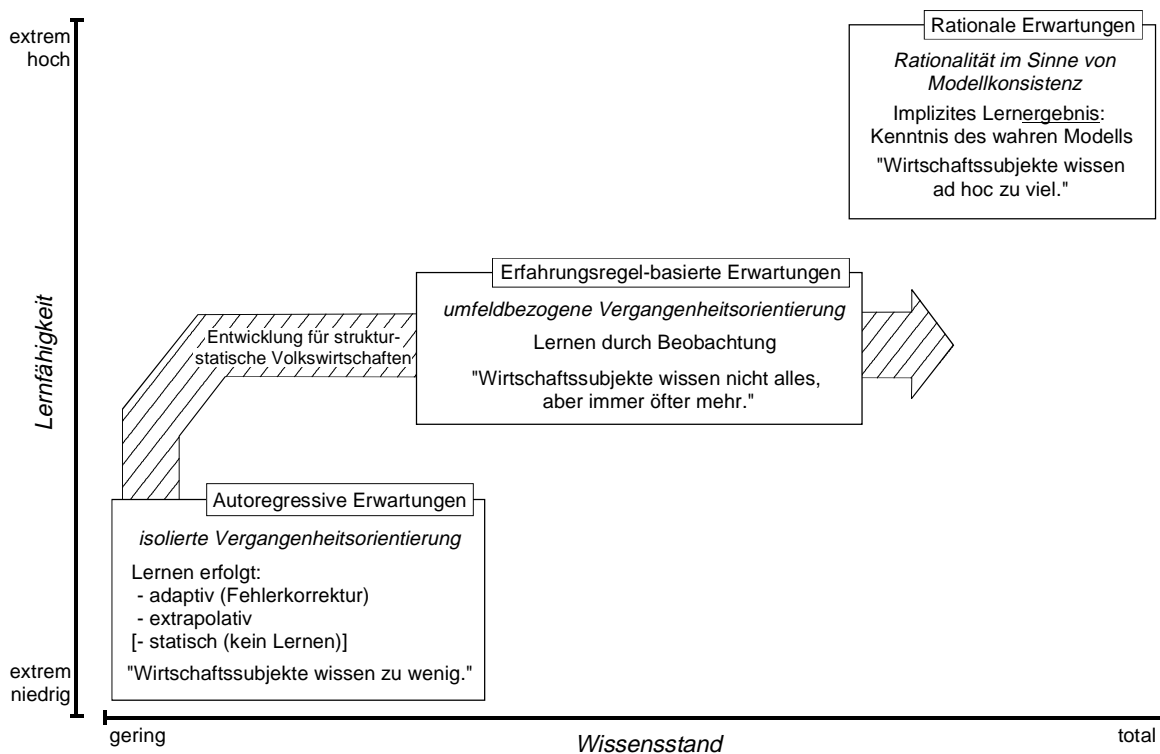 extrem
hoch
Rationale Erwartungen
Rationalität im Sinne von
Modellkonsistenz
Implizites Lernergebnis:
Kenntnis des wahren Modells
"Wirtschaftssubjekte wissen
ad hoc zu viel."
Erfahrungsregel-basierte Erwartungen
umfeldbezogene Vergangenheitsorientierung
Lernen durch Beobachtung
"Wirtschaftssubjekte wissen nicht alles,
aber immer öfter mehr."
Entwicklung für struktur-
statische Volkswirtschaften
Lernfähigkeit
Autoregressive Erwartungen
isolierte Vergangenheitsorientierung
Lernen erfolgt:
- adaptiv (Fehlerkorrektur)
- extrapolativ
[- statisch (kein Lernen)]
"Wirtschaftssubjekte wissen zu wenig."
extrem
niedrig
gering
Wissensstand
total